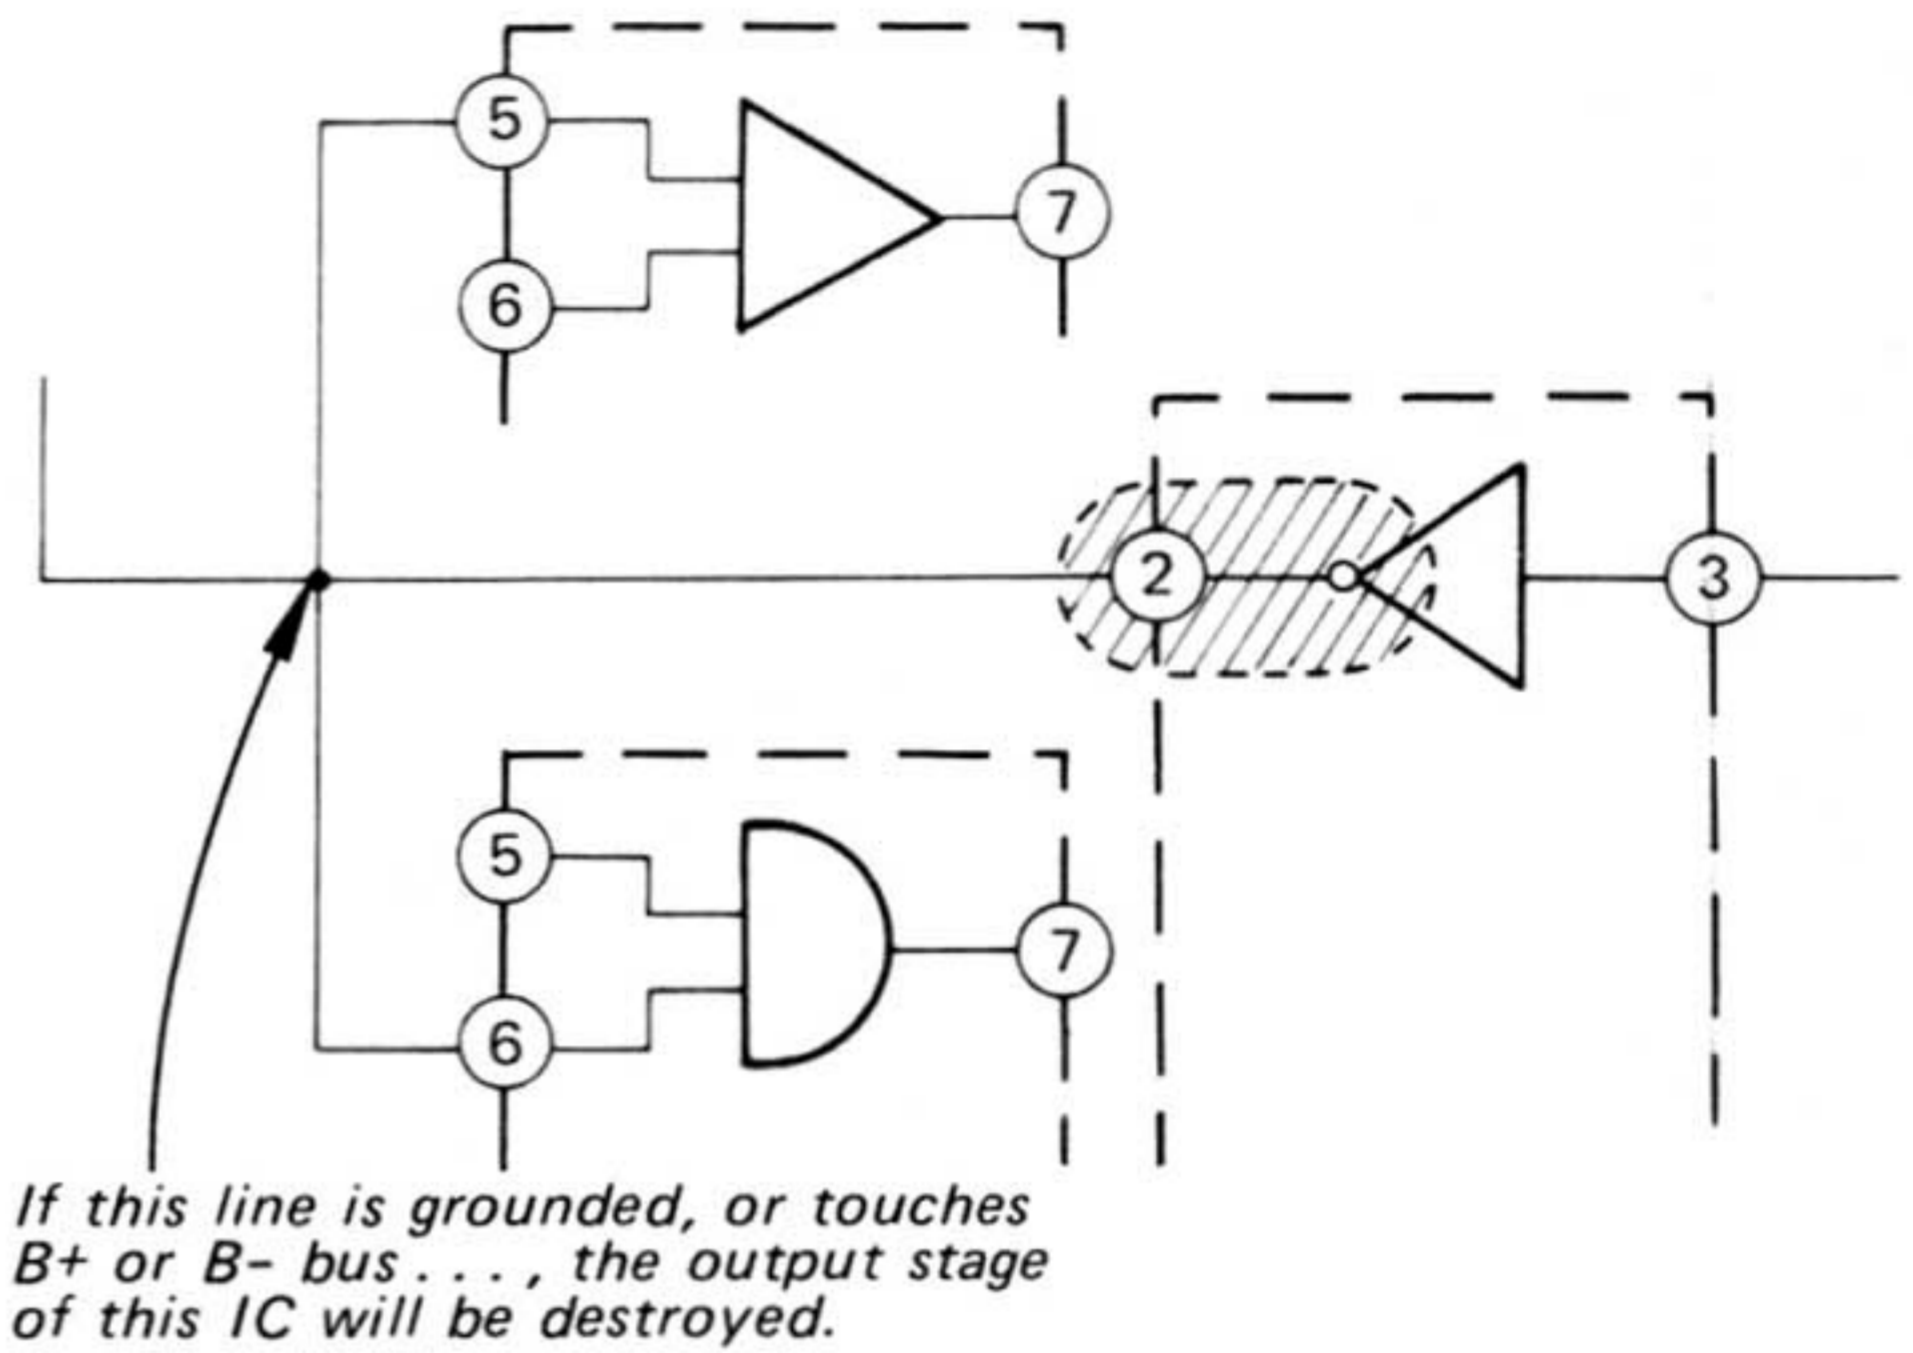 5
7
6
2
3
5
7
6
If this line is grounded, or touches
B+ or B- bus . . . , the output stage
of this IC will be destroyed.